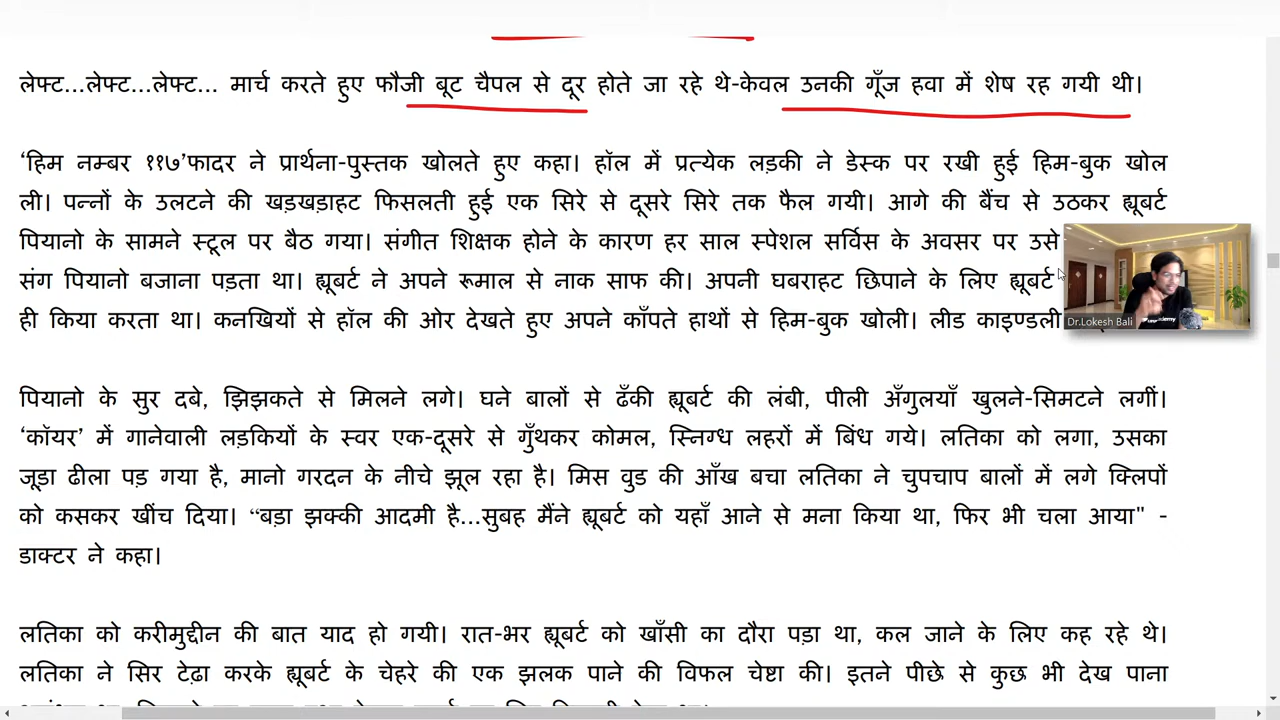 लेफ्ट...लेफ्ट...लेफ्ट... मार्च करते हुए फौजी बूट चैपल से दूर होते जा रहे थे-केवल उनकी गूँज हवा में शेष रह गयी थी।
‘हिम नम्बर ११७’फादर ने प्रार्थना-पुस्तक खोलते हुए कहा। हॉल में प्रत्येक लड़की ने डेस्क पर रखी हुई हिम-बुक खोल
ली। पन्नों के उलटने की खड़खड़ाहट फिसलती हुई एक सिरे से दूसरे सिरे तक फैल गयी। आगे की बैंच से उठकर ह्यूबर्ट
पियानो के सामने स्टूल पर बैठ गया। संगीत शिक्षक होने के कारण हर साल स्पेशल सर्विस के अवसर पर उसे
संग पियानो बजाना पड़ता था। ह्यूबर्ट ने अपने रूमाल से नाक साफ की। अपनी घबराहट छिपाने के लिए ह्यूबर्ट
ही किया करता था। कनखियों से हॉल की ओर देखते हुए अपने काँपते हाथों से हिम-बुक खोली। लीड काइण्डली
Dr.Lokesh Bali
पियानो के सुर दबे, झिझकते से मिलने लगे। घने बालों से ढँकी ह्यूबर्ट की लंबी, पीली अँगुलयाँ खुलने-सिमटने लगीं।
‘कॉयर’ में गानेवाली लड़कियों के स्वर एक-दूसरे से गुँथकर कोमल, स्निग्ध लहरों में बिंध गये। लतिका को लगा, उसका
जूड़ा ढीला पड़ गया है, मानो गरदन के नीचे झूल रहा है। मिस वुड की आँख बचा लतिका ने चुपचाप बालों में लगे क्लिपों
को कसकर खींच दिया। “बड़ा झक्की आदमी है...सुबह मैंने ह्यूबर्ट को यहाँ आने से मना किया था, फिर भी चला आया" -
डाक्टर ने कहा।
लतिका को करीमुद्दीन की बात याद हो गयी। रात-भर ह्यूबर्ट को खाँसी का दौरा पड़ा था, कल जाने के लिए कह रहे थे।
लतिका ने सिर टेढ़ा करके ह्यूबर्ट के चेहरे की एक झलक पाने की विफल चेष्टा की। इतने पीछे से कुछ भी देख पाना